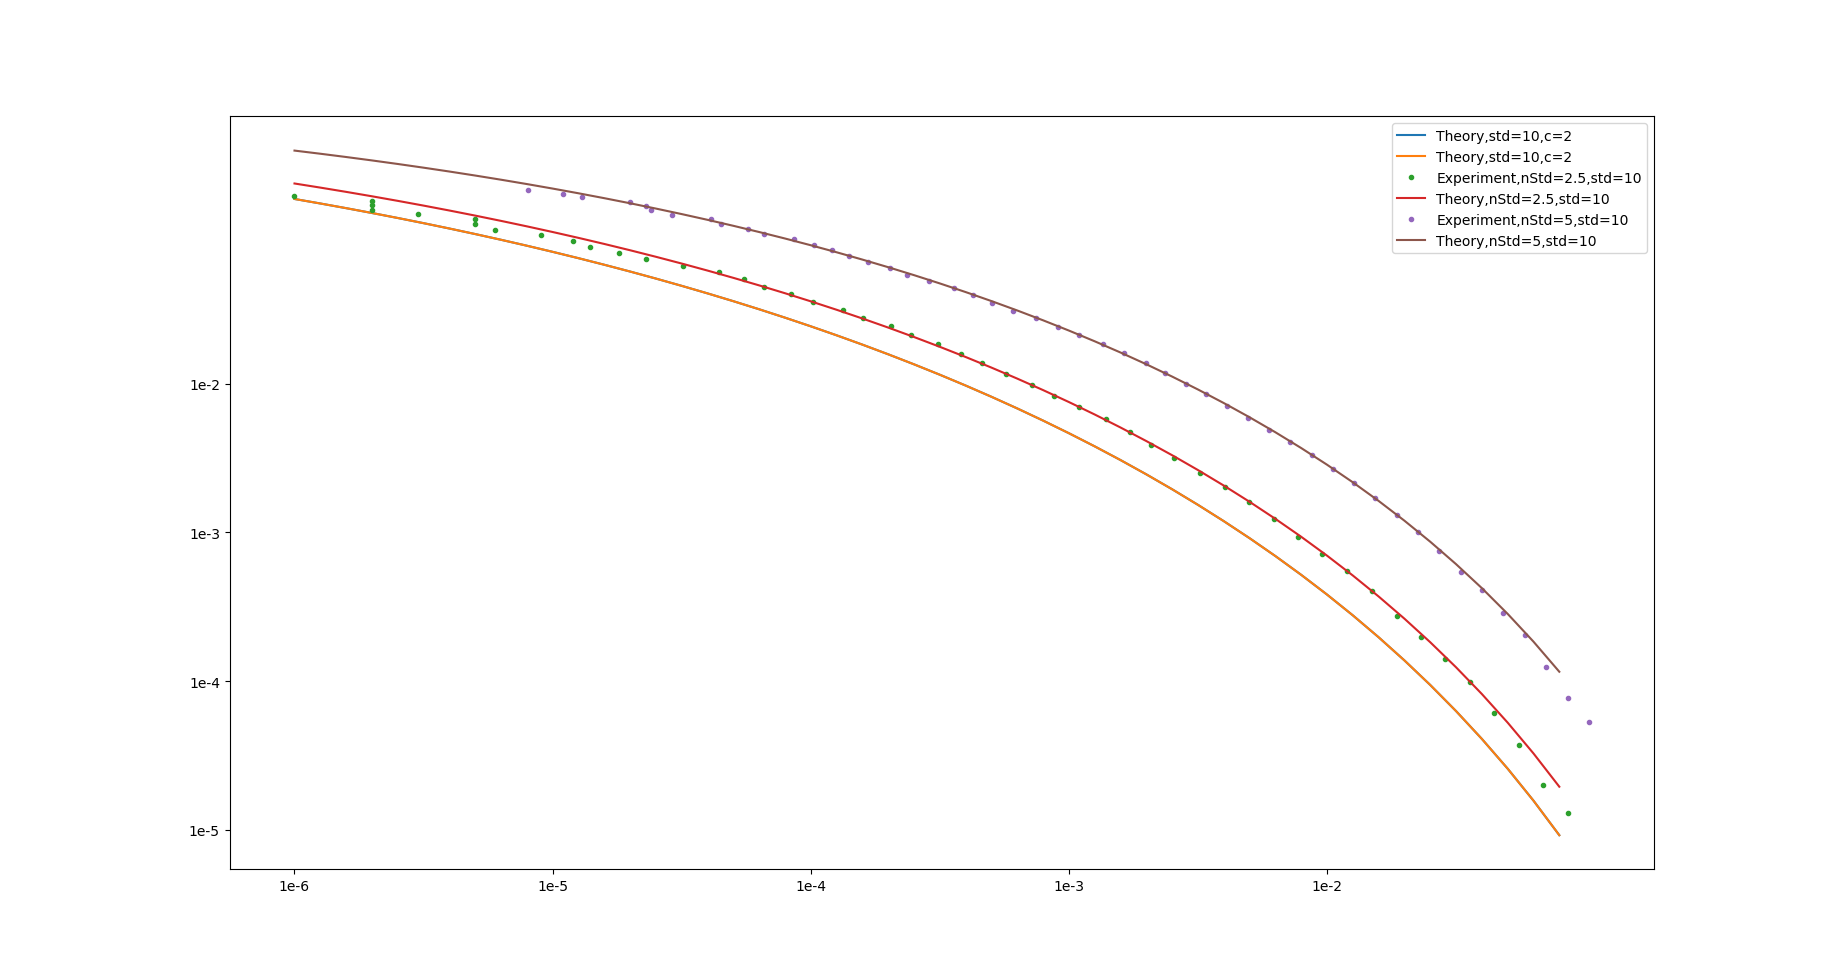 Theory,std=10,c=2
Theory,std=10,c=2
Experiment,nStd=2.5,std=10
Theory,nStd=2.5,std=10
Experiment,nStd=5,std=10
Theory,nStd=5,std=10
1e-2
1e-3
1e-4
1e-5
1e-6 1e-5 1e-4 1e-3 1e-2